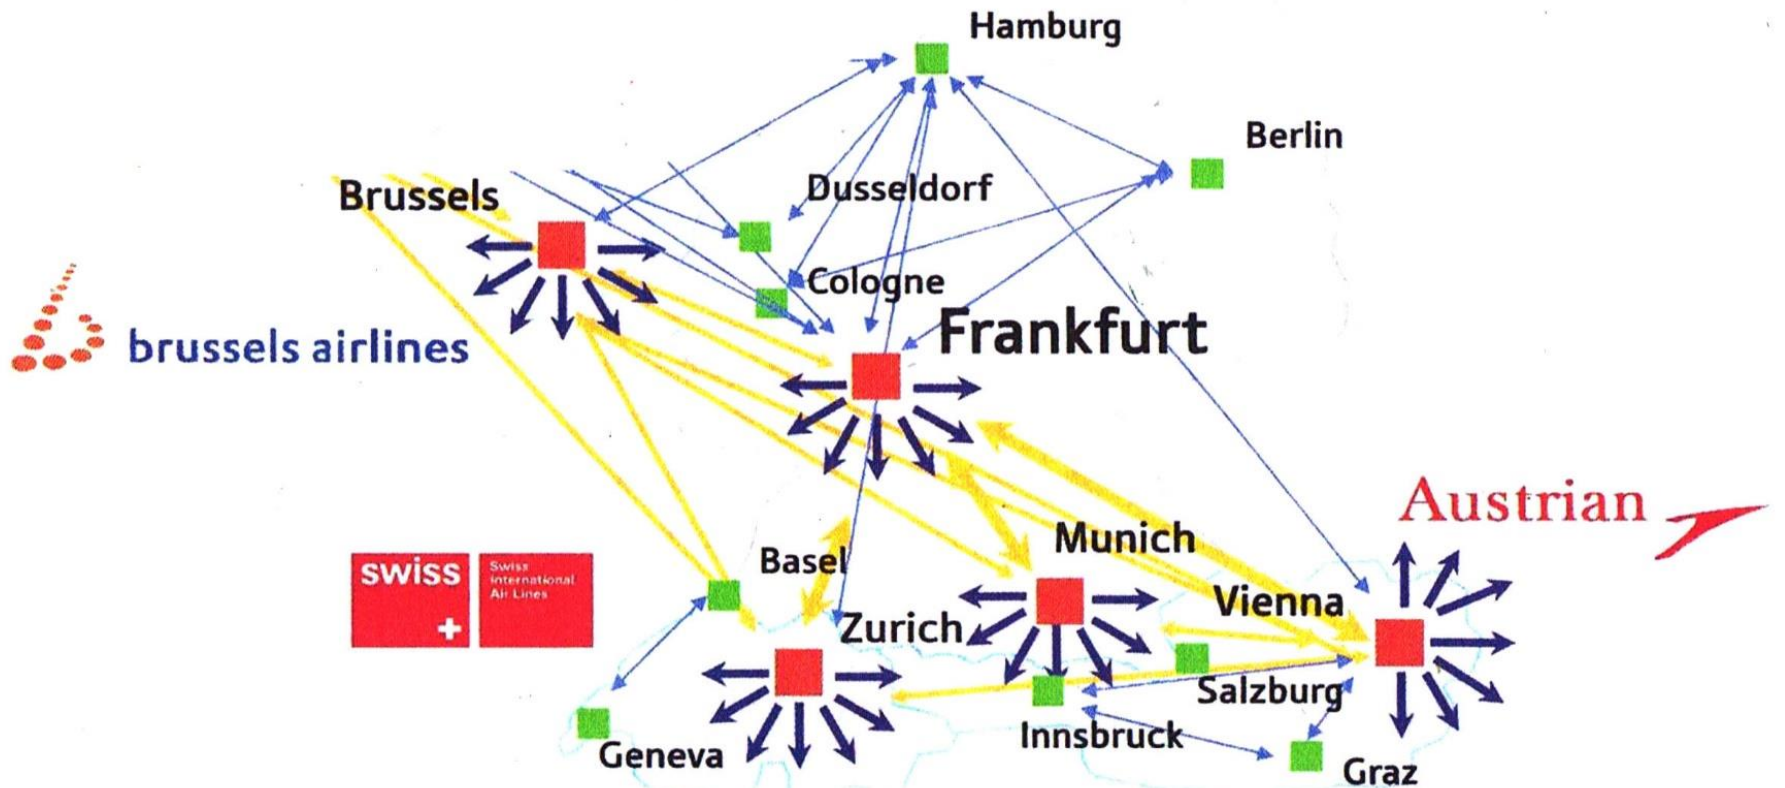 Hamburg
Berlin
Brussels
Dusseldorf
Cologne
Frankfurt
brussels airlines
Austrian
swiss
Swiss
International
Air Lines
Basel
Munich
Vienna
Zurich
Salzburg
Innsbruck
Geneva
Graz